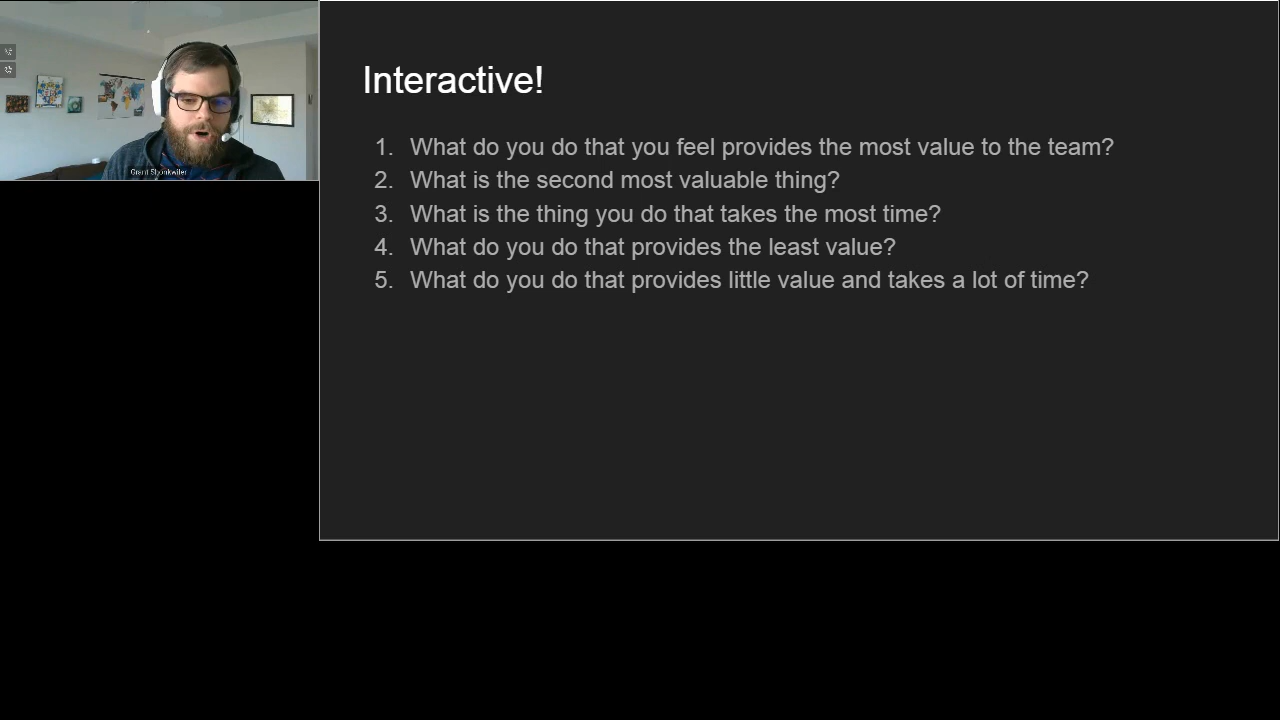 Grant Shonkwiler
Interactive!
1. What do you do that you feel provides the most value to the team?
2. What is the second most valuable thing?
3. What is the thing you do that takes the most time?
4. What do you do that provides the least value?
5. What do you do that provides little value and takes a lot of time?